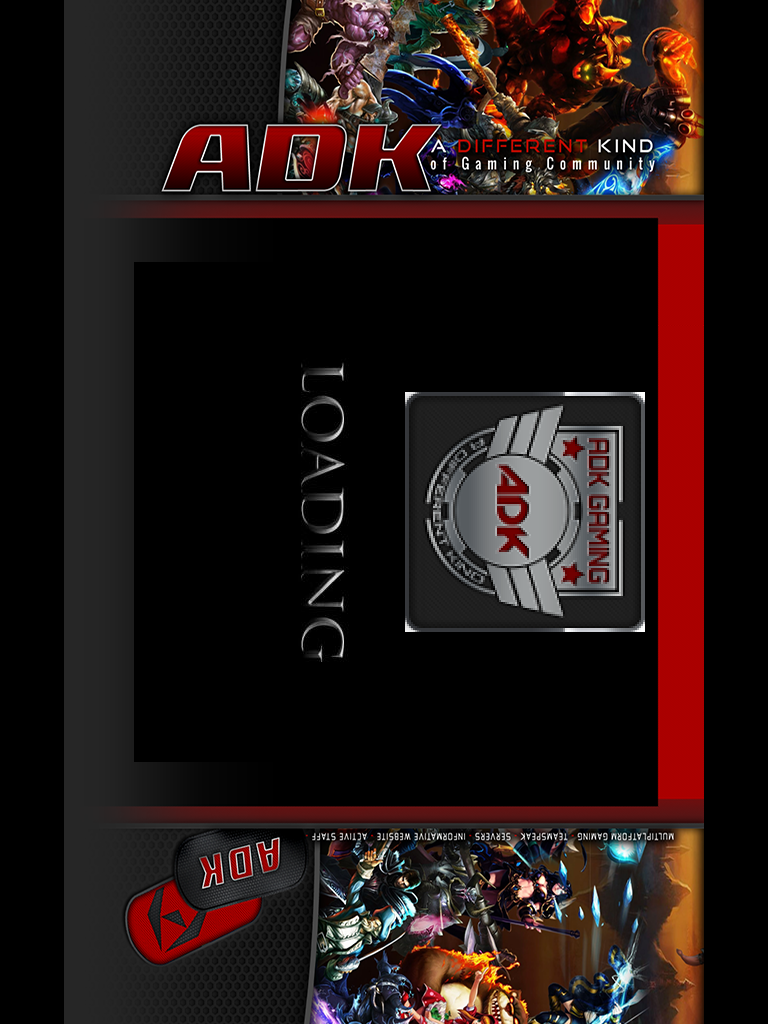 ADK
A DIFFERENT KIND
of Gaming Community
ADK GAMING
ADK
A DIFFERENT KIND
LOADING
MULTIPLATFORM GAMING · TEAMSPEAK · SERVERS · INFORMATIVE WEBSITE · ACTIVE STAFF
ADK